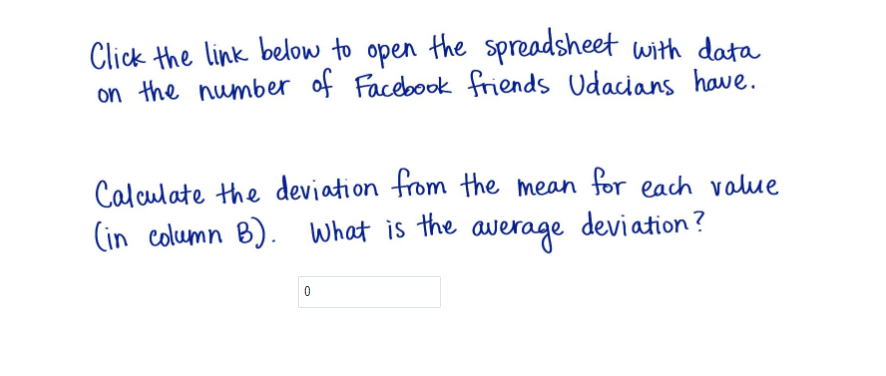 Click the link below to open the spreadsheet with data
on the number of Facebook friends Udacians have.
Calculate the deviation from the mean for each value
(in column B). What is the average deviation?
0